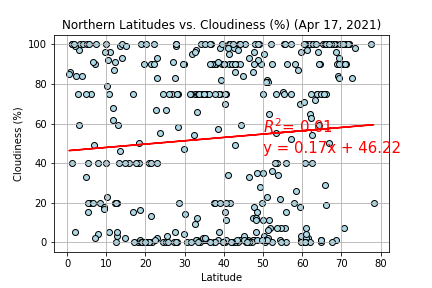 Northern Latitudes vs. Cloudiness (%) (Apr 17, 2021)
100
80
60
40
20
0
Cloudiness (%)
R²= 0.01
y = 0.17x + 46.22
0 10 20 30 40 50 60 70 80
Latitude